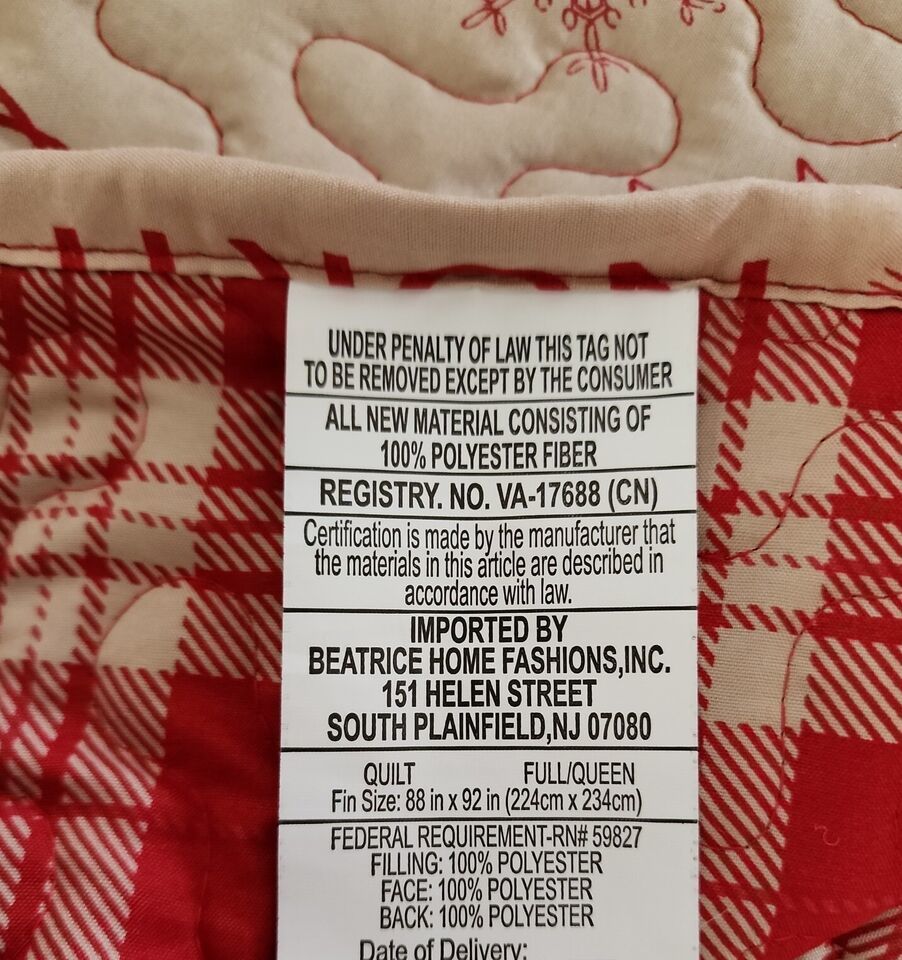 UNDER PENALTY OF LAW THIS TAG NOT
TO BE REMOVED EXCEPT BY THE CONSUMER
ALL NEW MATERIAL CONSISTING OF
100% POLYESTER FIBER
REGISTRY. NO. VA-17688 (CN)
Certification is made by the manufacturer that
the materials in this article are described in
accordance with law.
IMPORTED BY
BEATRICE HOME FASHIONS,INC.
151 HELEN STREET
SOUTH PLAINFIELD,NJ 07080
QUILT FULL/QUEEN
Fin Size: 88 in x 92 in (224cm x 234cm)
FEDERAL REQUIREMENT-RN# 59827
FILLING: 100% POLYESTER
FACE: 100% POLYESTER
BACK: 100% POLYESTER
Date of Delivery: